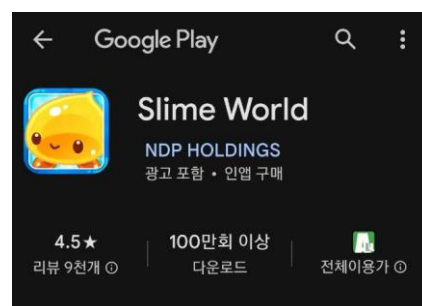 Google Play
Slime World
NDP HOLDINGS
광고 포함 • 인앱 구매
4.5★
리뷰 9천개
100만회 이상
다운로드
전체이용가